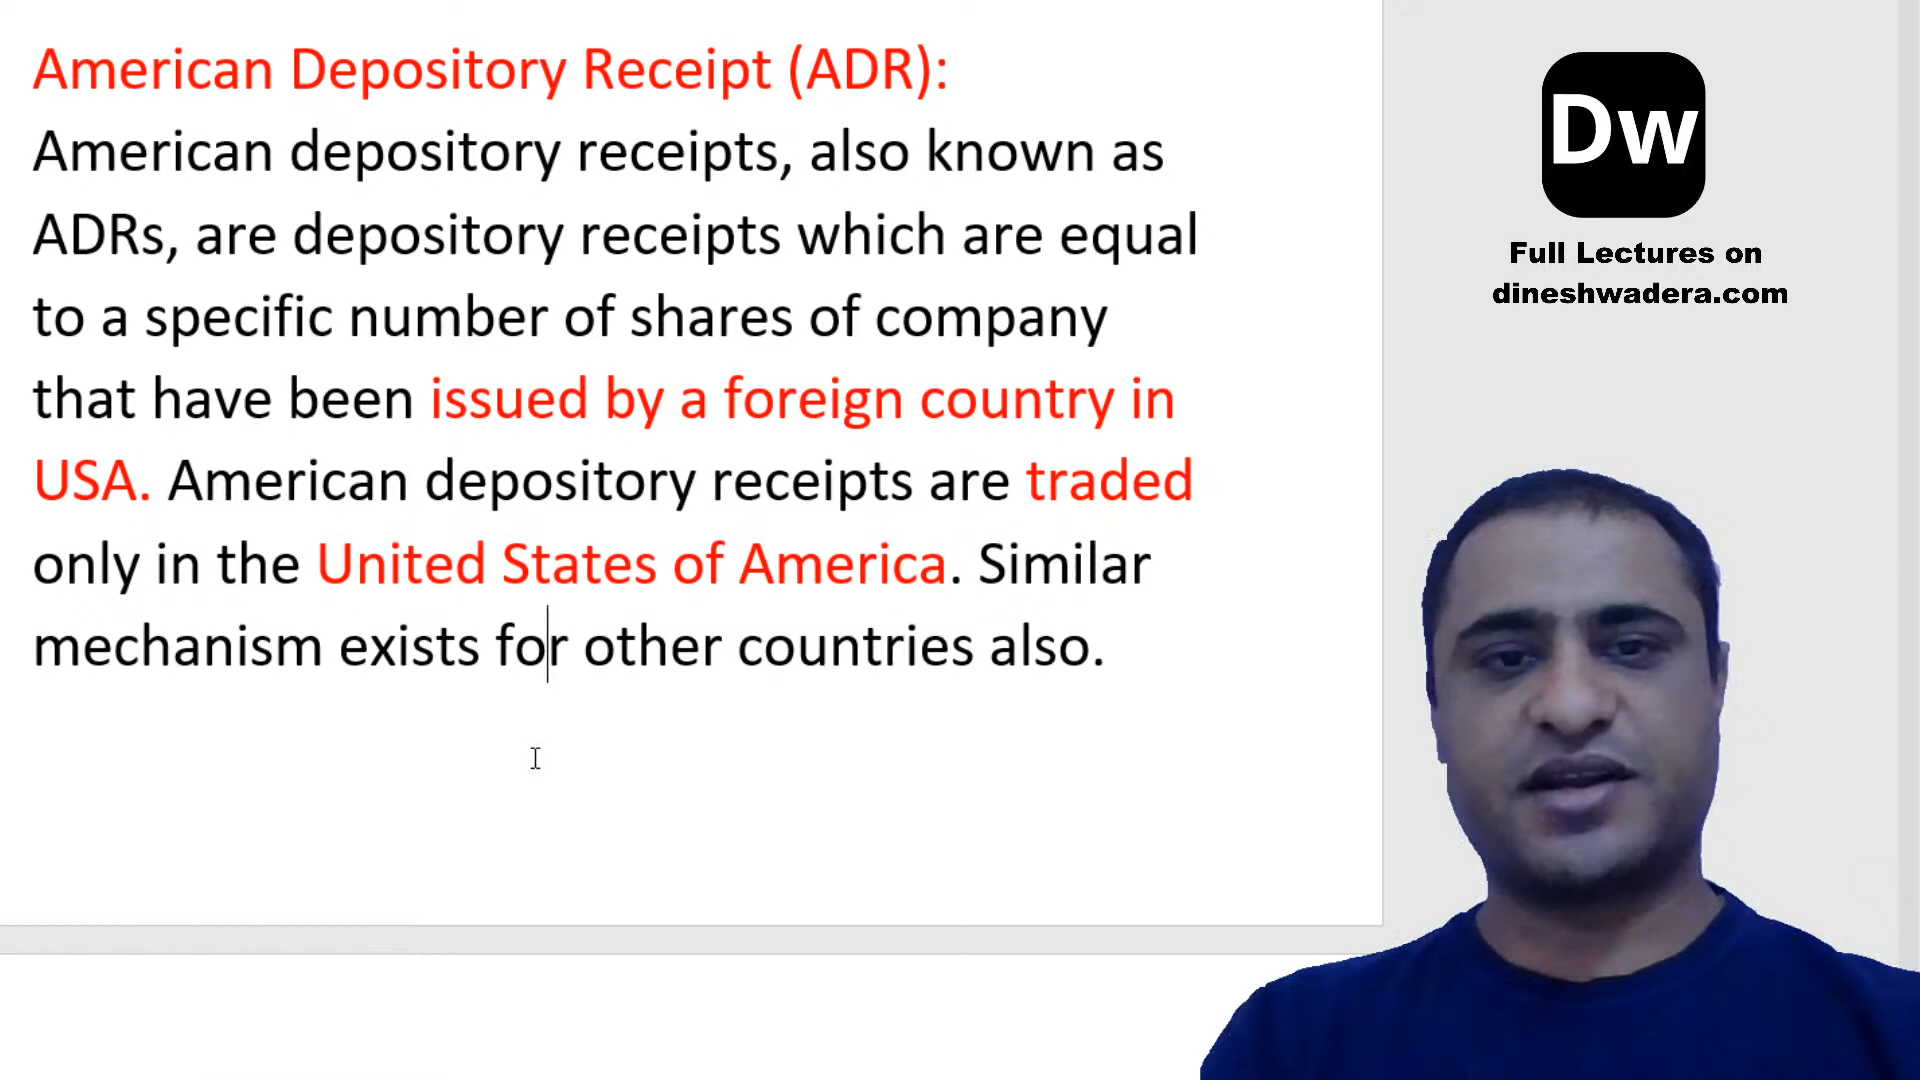 American Depository Receipt (ADR):
American depository receipts, also known as
ADRs, are depository receipts which are equal
to a specific number of shares of company
that have been issued by a foreign country in
USA. American depository receipts are traded
only in the United States of America. Similar
mechanism exists for other countries also.
Dw
Full Lectures on
dineshwadera.com